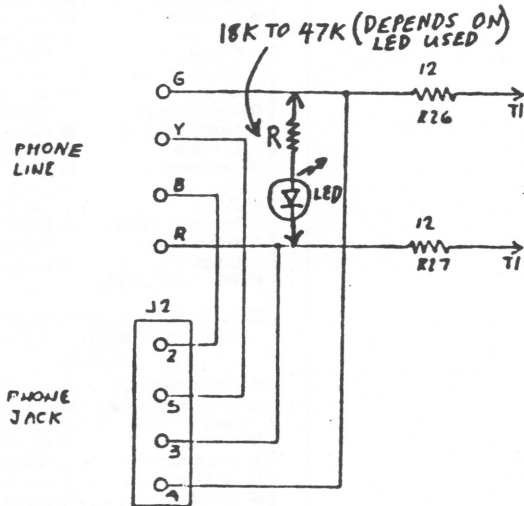 18K TO 47K (DEPENDS ON
LED USED)
G
12
R26
T1
Y
R
PHONE
LINE
B
LED
R
12
R27
T1
J2
2
5
PHONE
JACK
3
4